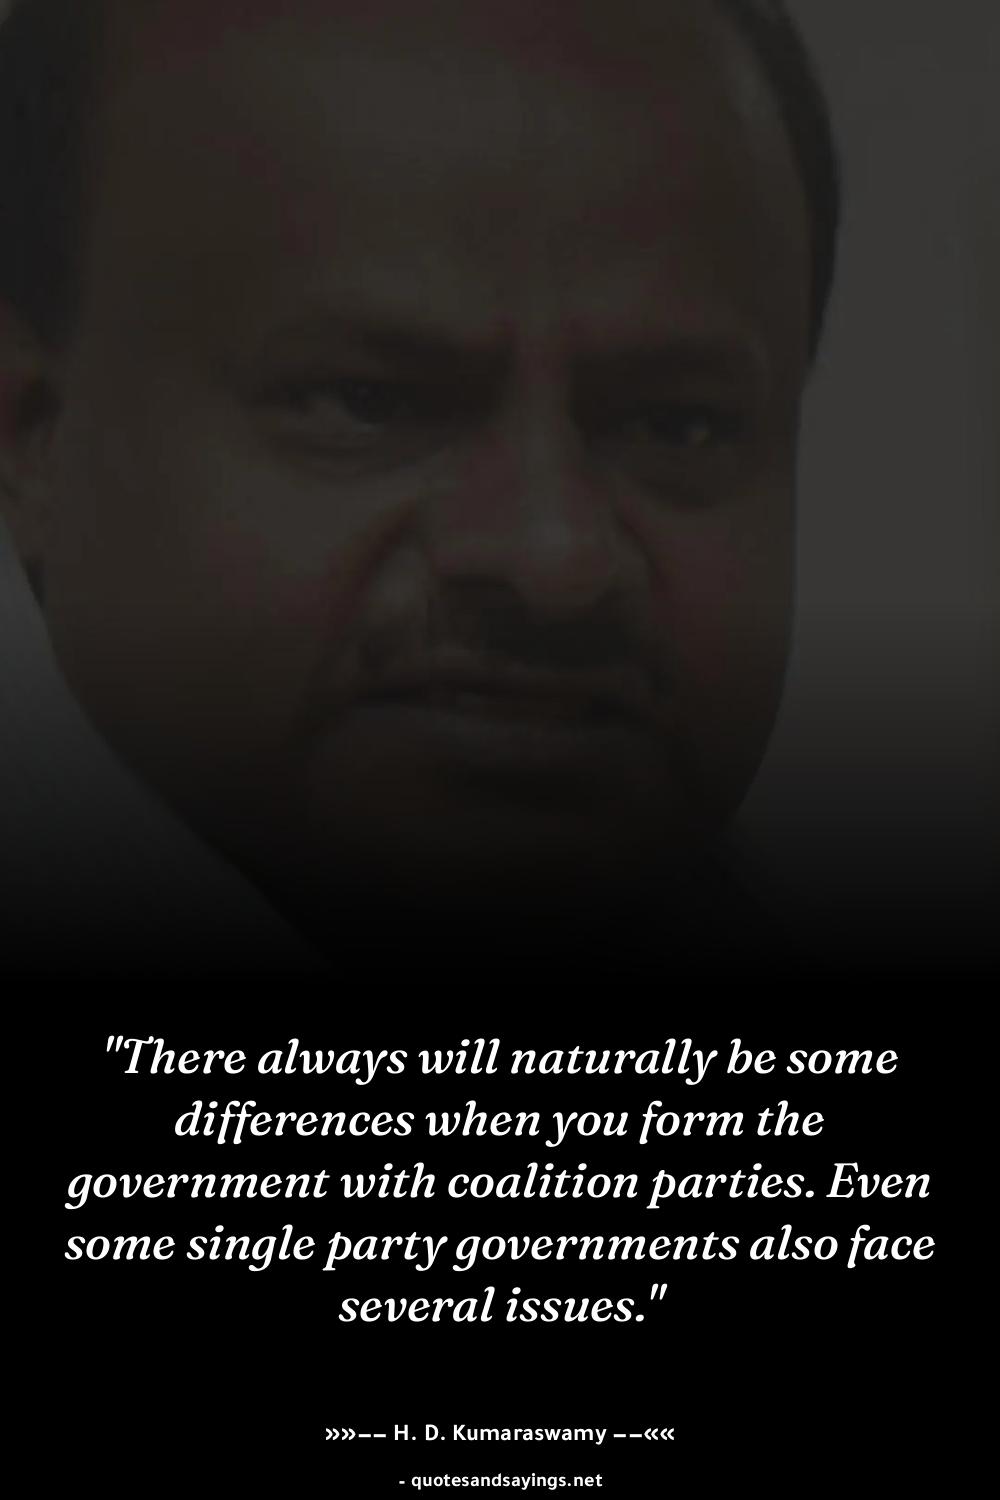 "There always will naturally be some
differences when you form the
government with coalition parties. Even
some single party governments also face
several issues."
»»−− H. D. Kumaraswamy −−««
- quotesandsayings.net